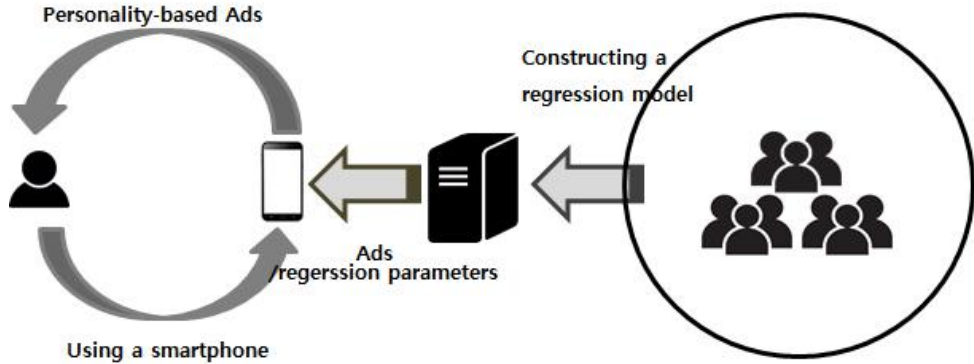 Personality-based Ads
Constructing a
regression model
Ads
/regerssion parameters
Using a smartphone